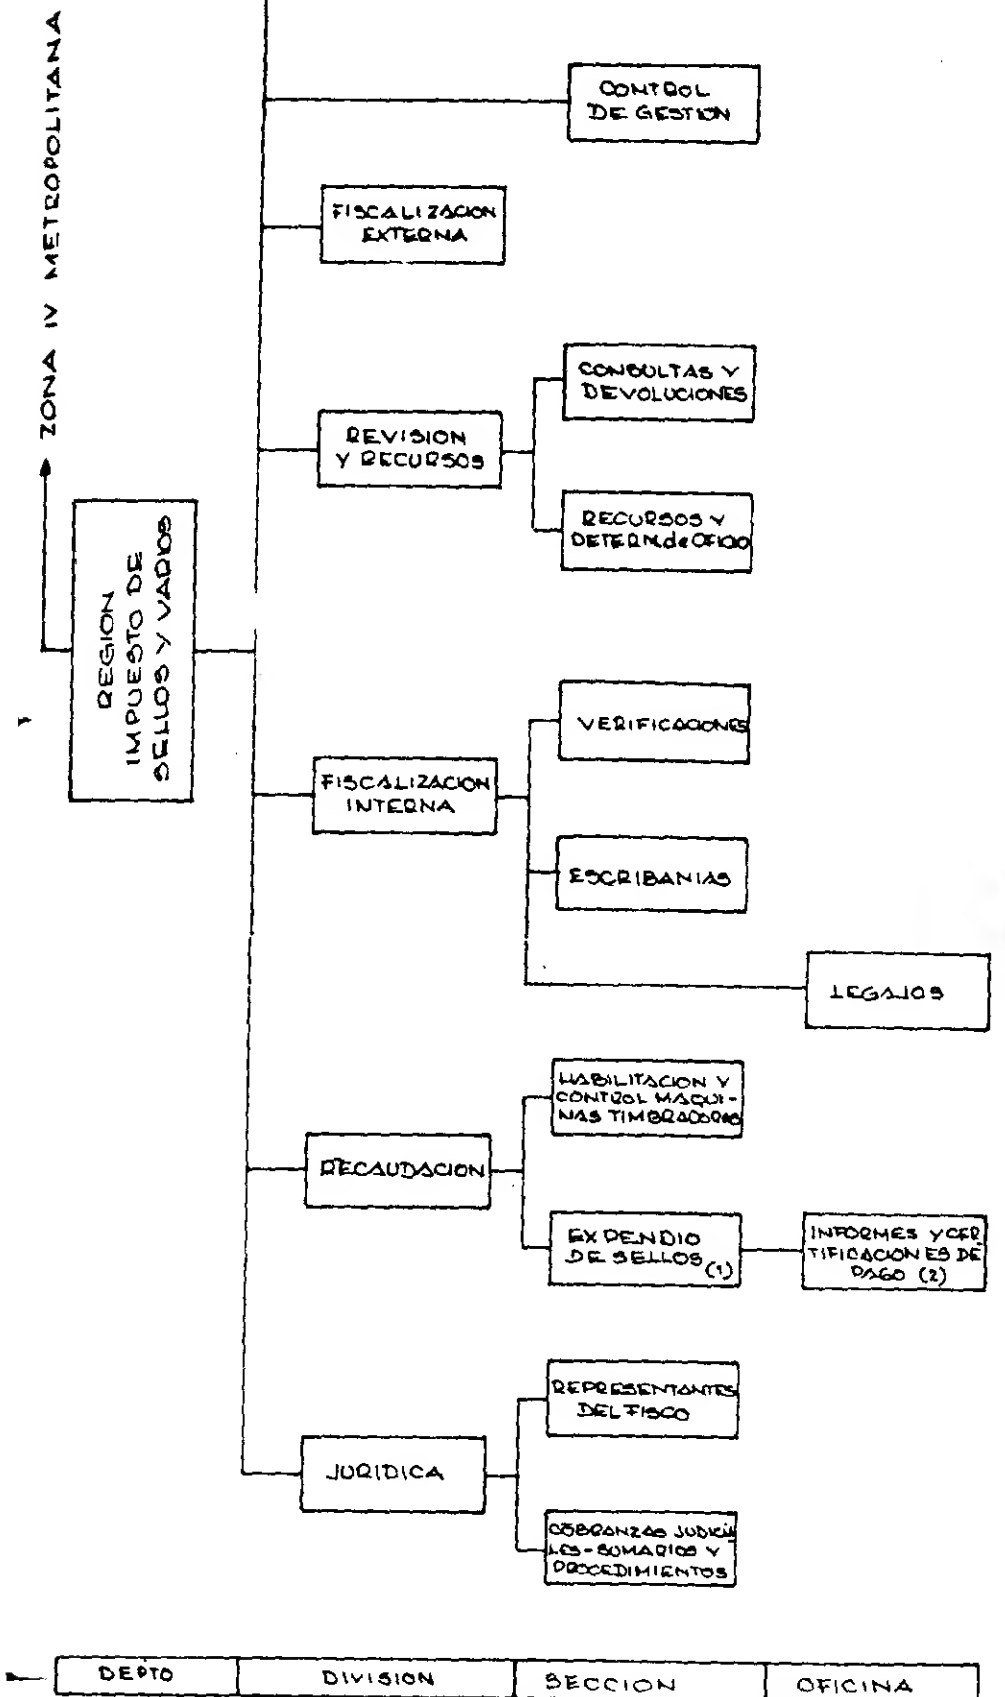 ZONA IV METROPOLITANA
CONTROL
DE GESTION
FISCALIZACION
EXTERNA
CONSULTAS Y
DEVOLUCIONES
REVISION
Y RECURSOS
RECURSOS Y
DETERM. de OFICIO
REGION
IMPUESTO DE
SELLOS Y VARIOS
VERIFICACIONES
FISCALIZACION
INTERNA
ESCRIBANIAS
LEGAJOS
HABILITACION Y
CONTROL MAQUI-
NAS TIMBRADORAS
RECAUDACION
EXPENDIO
DE SELLOS (1)
INFORMES Y CER
TIFICACIONES DE
PAGO (2)
REPRESENTANTES
DEL FISCO
JURIDICA
COBRANZAS JUDICIA
LES-SUMARIOS Y
PROCEDIMIENTOS
DEPTO
DIVISION
SECCION
OFICINA